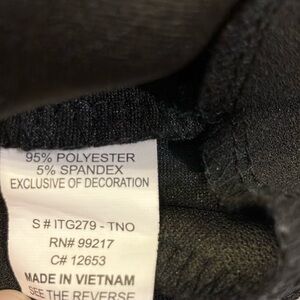 95% POLYESTER
5% SPANDEX
EXCLUSIVE OF DECORATION
S # ITG279 - TNO
RN# 99217
C# 12653
MADE IN VIETNAM
SEE THE REVERSE